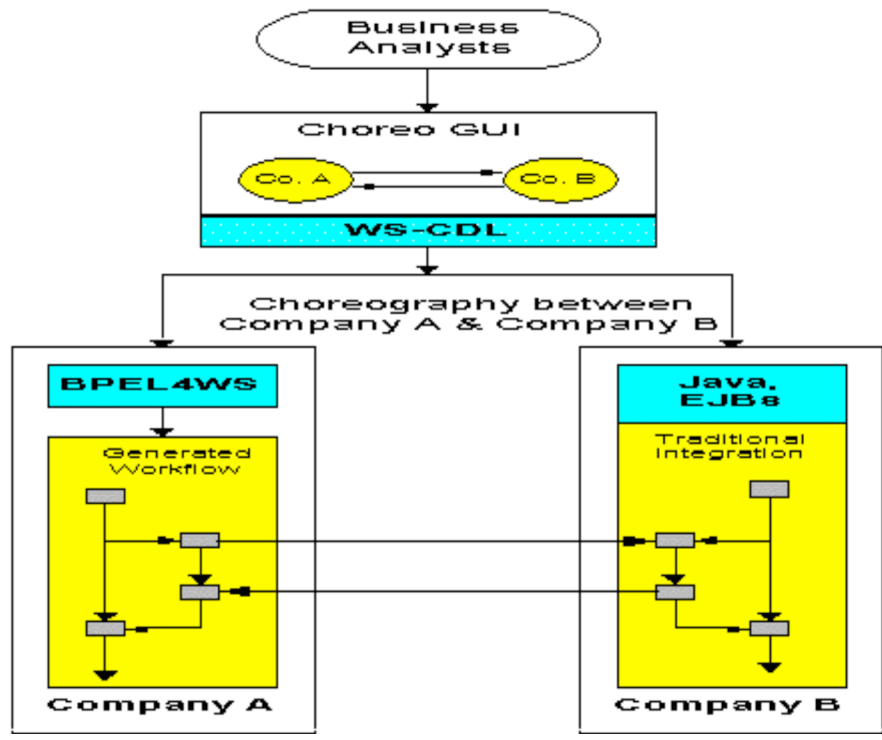 Business
Analysts
Choreo GUI
Co. A
Co. B
WS-CDL
Choreography between
Company A & Company B
BPEL4WS
Java,
EJBs
Generated
Workflow
Traditional
Integration
Company A
Company B